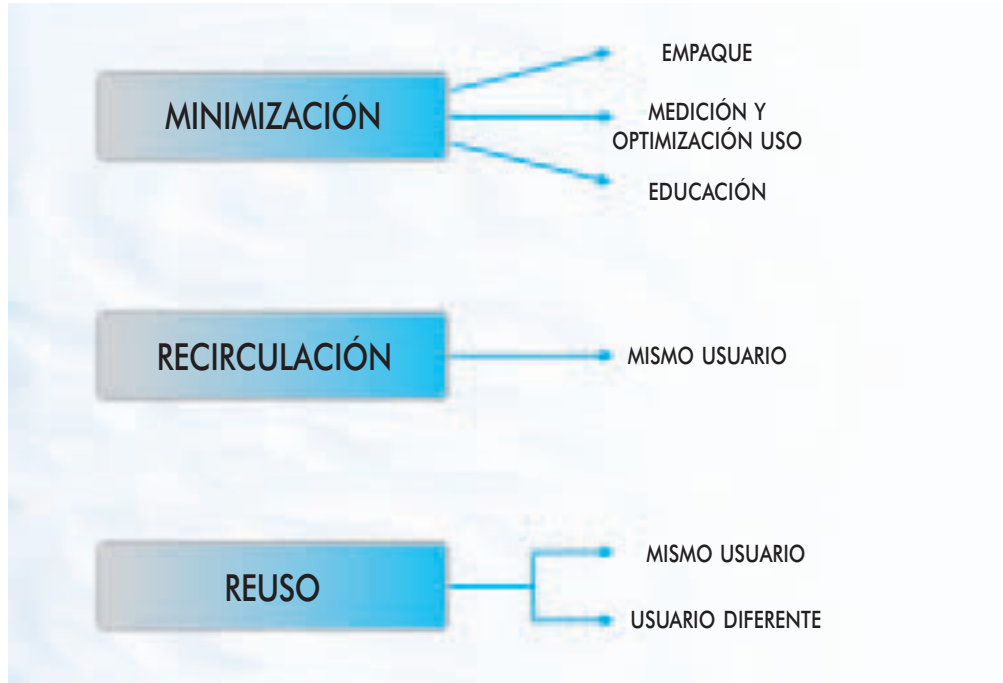 MINIMIZACIÓN
EMPAQUE
MEDICIÓN Y
OPTIMIZACIÓN USO
EDUCACIÓN
RECIRCULACIÓN
MISMO USUARIO
REUSO
MISMO USUARIO
USUARIO DIFERENTE